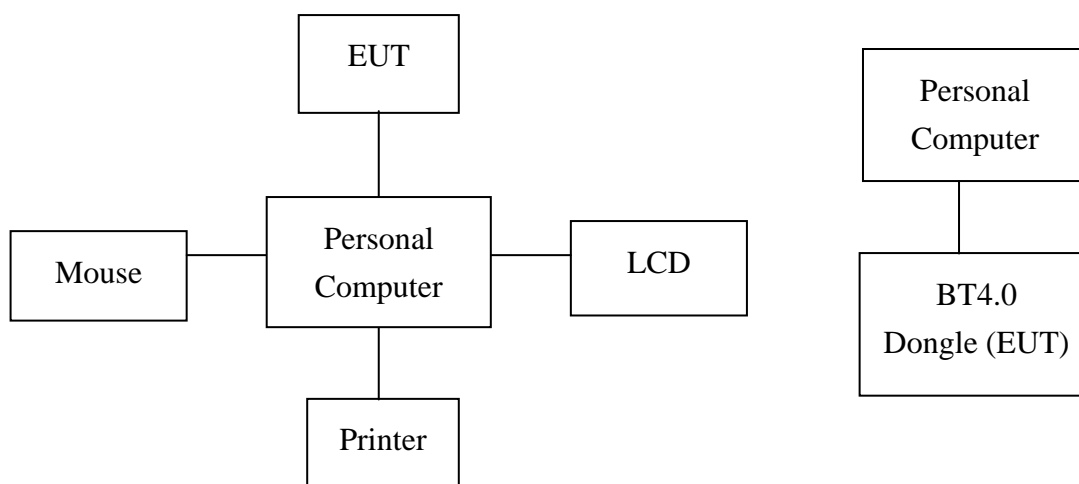 EUT
Personal
Computer
Mouse
Personal
Computer
LCD
BT4.0
Dongle (EUT)
Printer